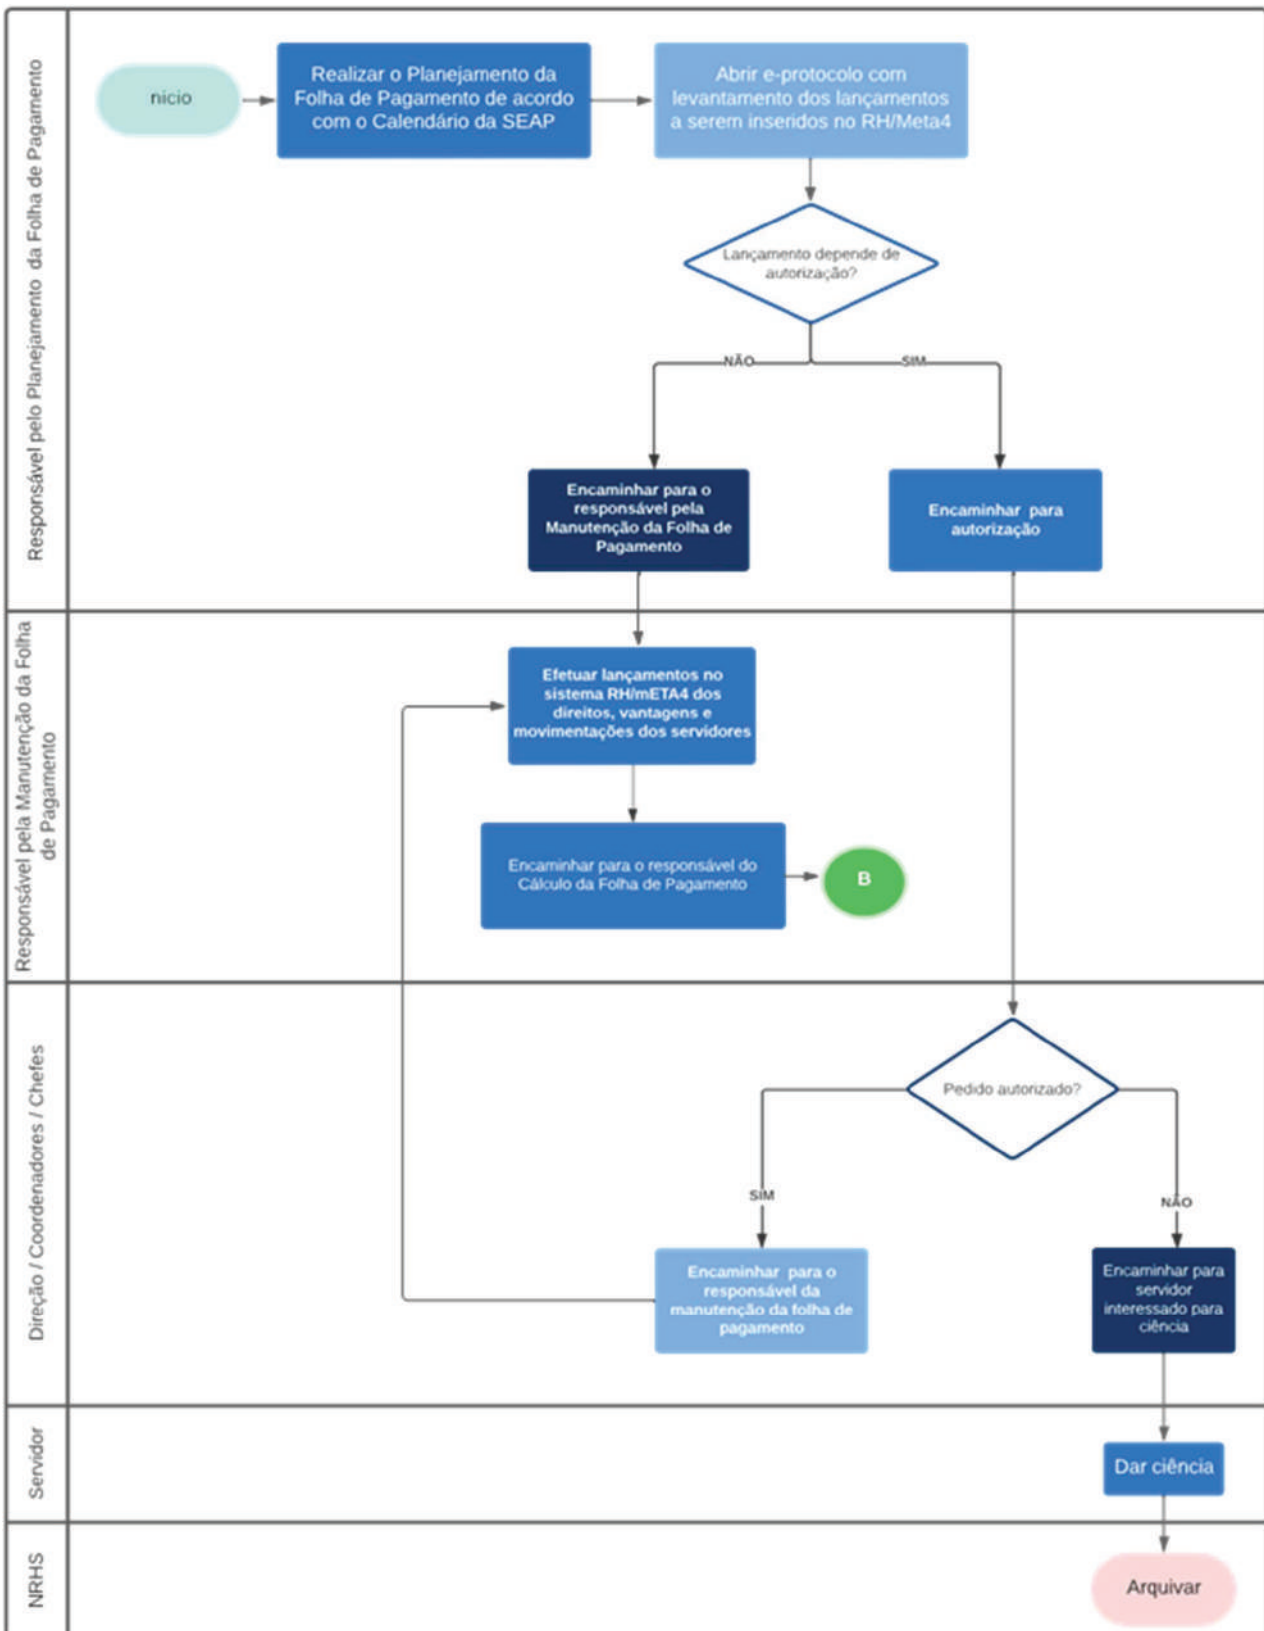 Responsável pelo Planejamento da Folha de Pagamento
nicio
Realizar o Planejamento da
Folha de Pagamento de acordo
com o Calendário da SEAP
Abrir e-protocolo com
levantamento dos lançamentos
a serem inseridos no RH/Meta4
Lançamento depende de
autorização?
NÃO
SIM
Encaminhar para o
responsável pela
Manutenção da Folha de
Pagamento
Encaminhar para
autorização
Responsável pela Manutenção da Folha
de Pagamento
Efetuar lançamentos no
sistema RH/mETA4 dos
direitos, vantagens e
movimentações dos servidores
Encaminhar para o responsável do
Cálculo da Folha de Pagamento
B
Direção / Coordenadores / Chefes
Pedido autorizado?
SIM
NÃO
Encaminhar para o
responsável da
manutenção da folha de
pagamento
Encaminhar para
servidor
interessado para
ciência
Servidor
Dar ciência
NRHS
Arquivar